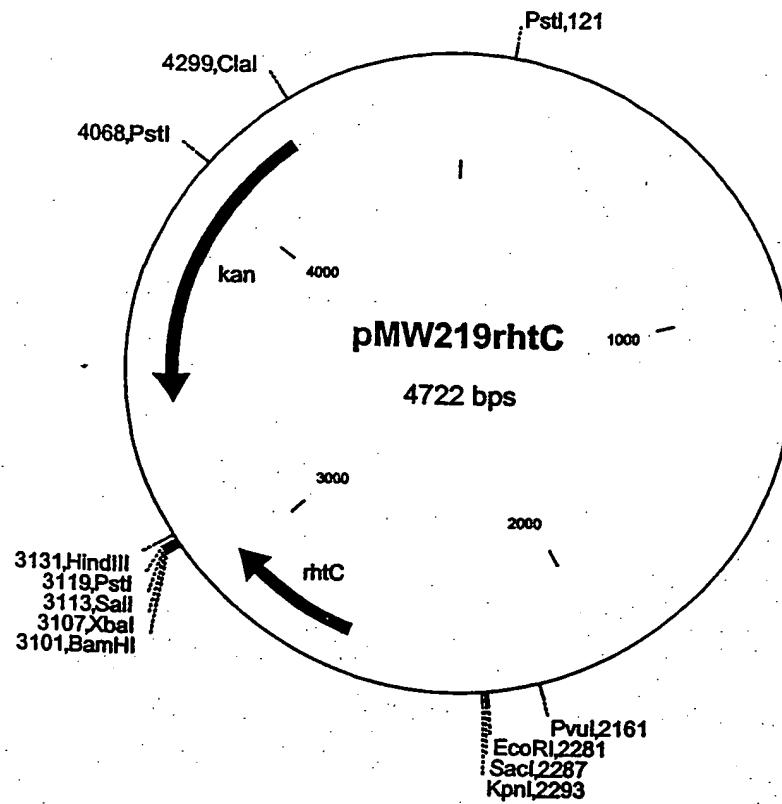 PstI,121
4299,ClaI
4068,PstI
kan
4000
pMW219rhtC
1000
4722 bps
3000
2000
rhtC
3131,HindIII
3119,PstI
3113,SalI
3107,XbaI
3101,BamHI
PvuI,2161
EcoRI,2281
SacI,2287
KpnI,2293